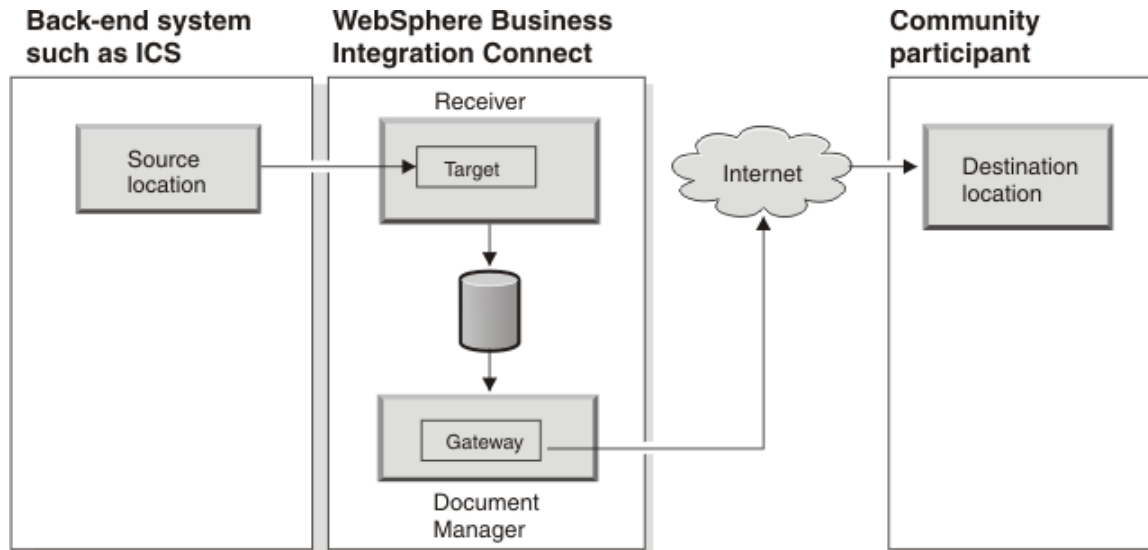 Back-end system
such as ICS
WebSphere Business
Integration Connect
Community
participant
Receiver
Source
location
Target
Internet
Destination
location
Gateway
Document
Manager